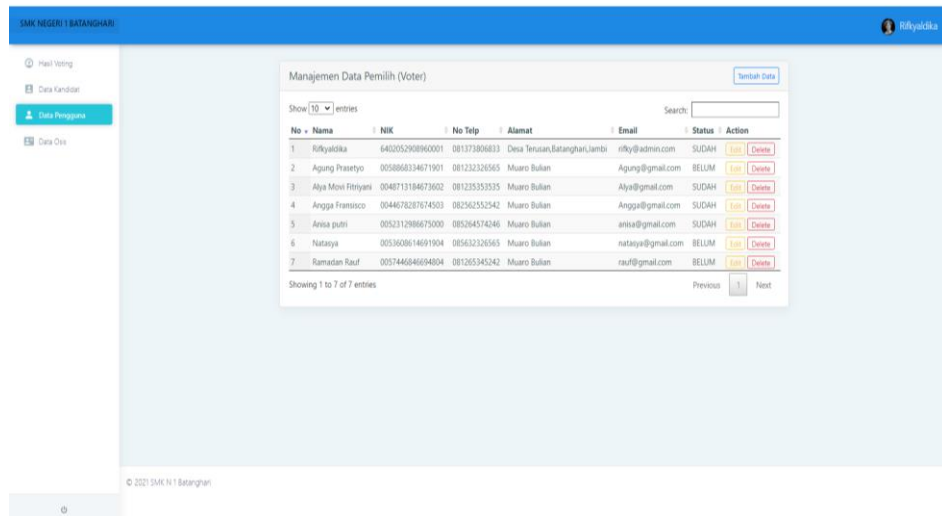 SMK NEGERI 1 BATANGHARI
Rifkyaldika
Hasil Voting
Data Kandidat
Data Pengguna
Data Osis
Manajemen Data Pemilih (Voter)
Tambah Data
Show 10 entries
Search:
No Nama NIK No Telp Alamat Email Status Action
1 Rifkyaldika 6402052908960001 081373806833 Desa Terusan,Batanghari,Jambi rifky@admin.com SUDAH Edit Delete
2 Agung Prasetyo 0058868334671901 081232326565 Muaro Bulian Agung@gmail.com BELUM Edit Delete
3 Alya Movi Fitriyani 0048713184673602 081235353535 Muaro Bulian Alya@gmail.com SUDAH Edit Delete
4 Angga Fransisco 0044678287674503 082562552542 Muaro Bulian Angga@gmail.com SUDAH Edit Delete
5 Anisa putri 0052312986675000 085264574246 Muaro Bulian anisa@gmail.com SUDAH Edit Delete
6 Natasya 0053608614691904 085632326565 Muaro Bulian natasya@gmail.com BELUM Edit Delete
7 Ramadan Rauf 0057446846694804 081265345242 Muaro Bulian rauf@gmail.com BELUM Edit Delete
Showing 1 to 7 of 7 entries
Previous 1 Next
© 2021 SMK N 1 Batanghari